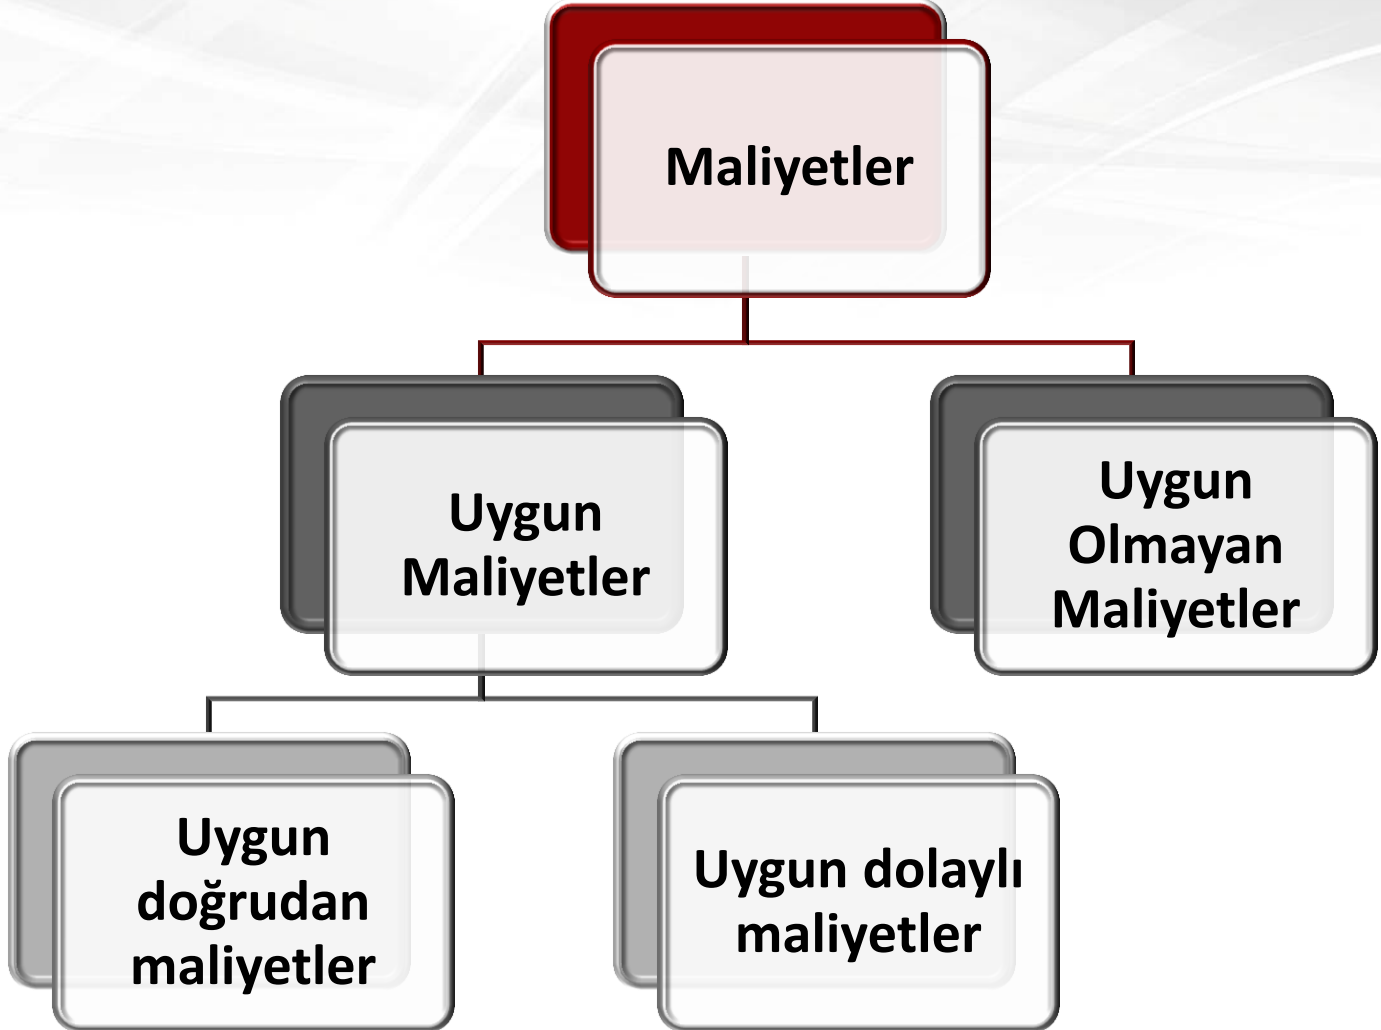 Maliyetler
Uygun
Maliyetler
Uygun
Olmayan
Maliyetler
Uygun
doğrudan
maliyetler
Uygun dolaylı
maliyetler